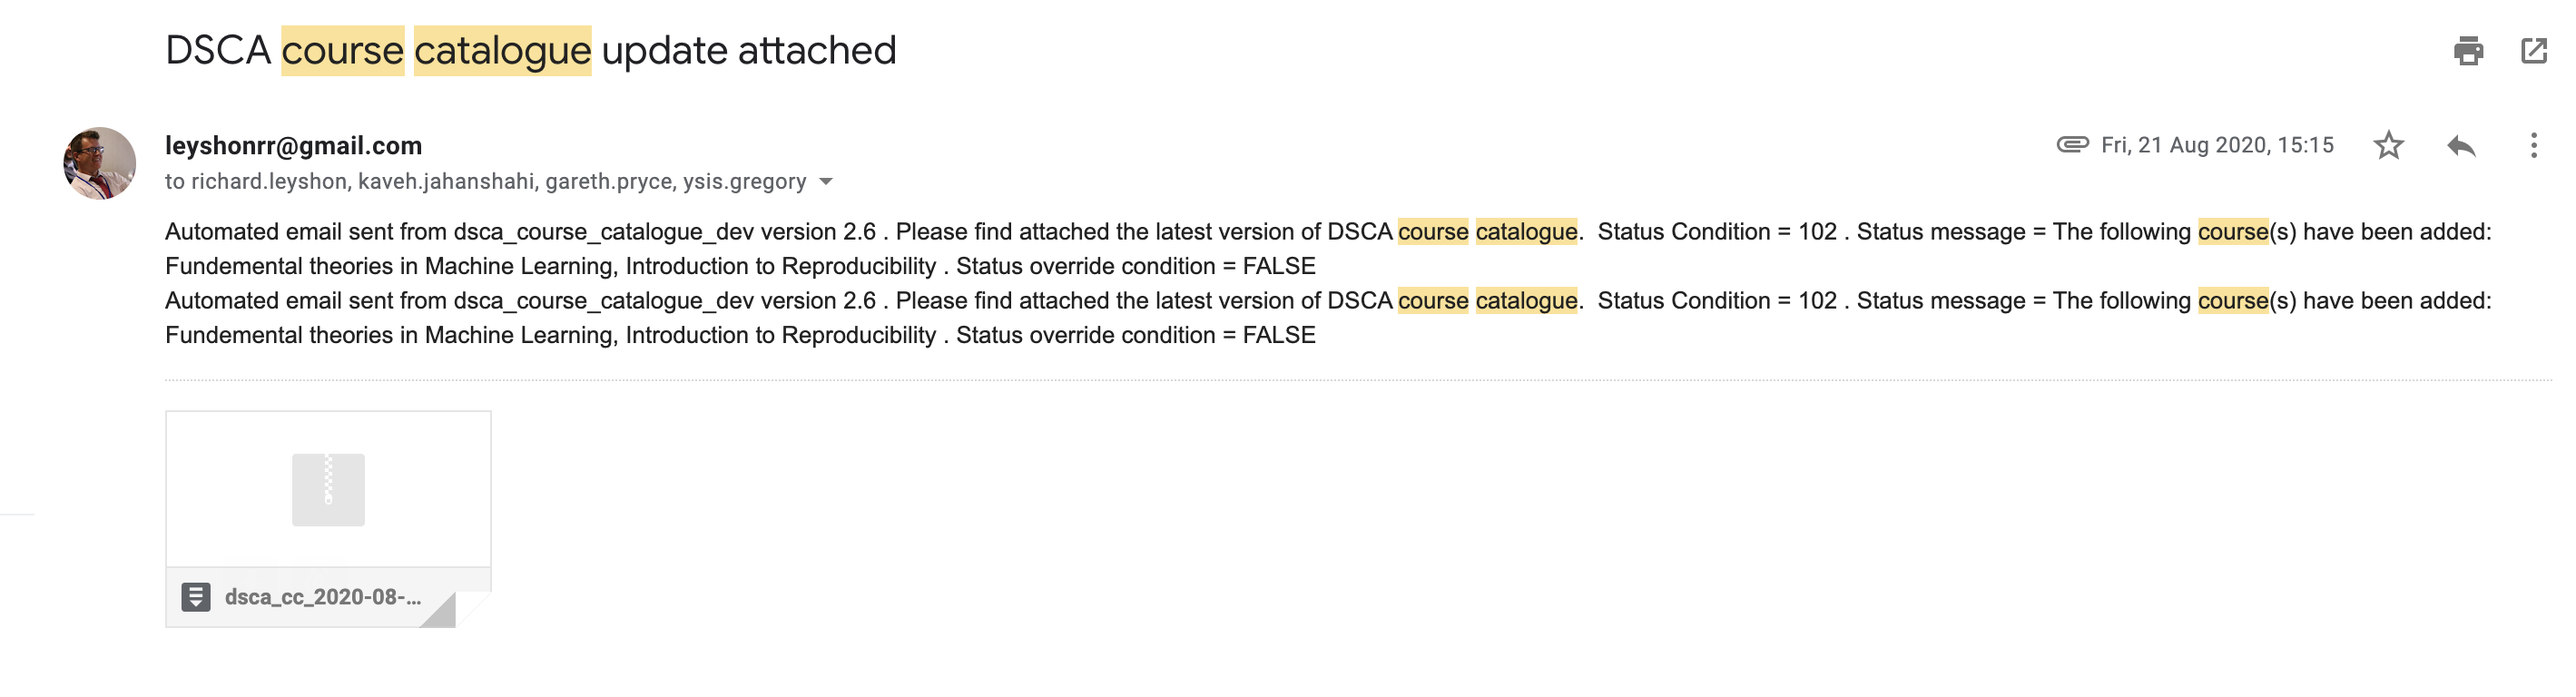 DSCA course catalogue update attached
leyshonrr@gmail.com
Fri, 21 Aug 2020, 15:15
to richard.leyshon, kaveh.jahanshahi, gareth.pryce, ysis.gregory
Automated email sent from dsca_course_catalogue_dev version 2.6 . Please find attached the latest version of DSCA course catalogue.  Status Condition = 102 . Status message = The following course(s) have been added:
Fundemental theories in Machine Learning, Introduction to Reproducibility . Status override condition = FALSE
Automated email sent from dsca_course_catalogue_dev version 2.6 . Please find attached the latest version of DSCA course catalogue.  Status Condition = 102 . Status message = The following course(s) have been added:
Fundemental theories in Machine Learning, Introduction to Reproducibility . Status override condition = FALSE
dsca_cc_2020-08-...